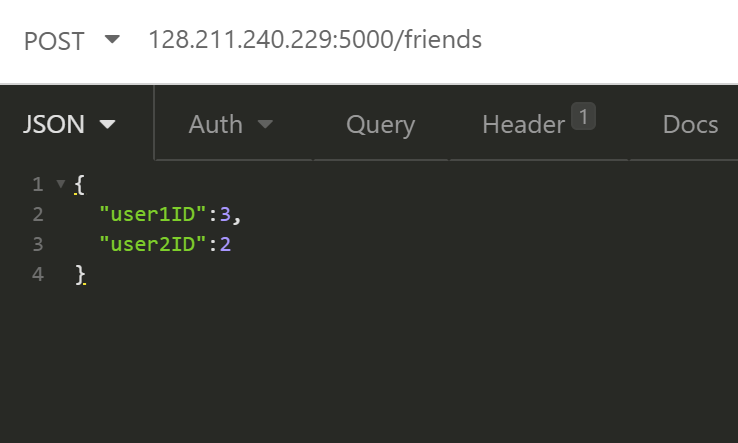 POST 128.211.240.229:5000/friends
JSON Auth Query Header 1 Docs
1 {
2 "user1ID":3,
3 "user2ID":2
4 }